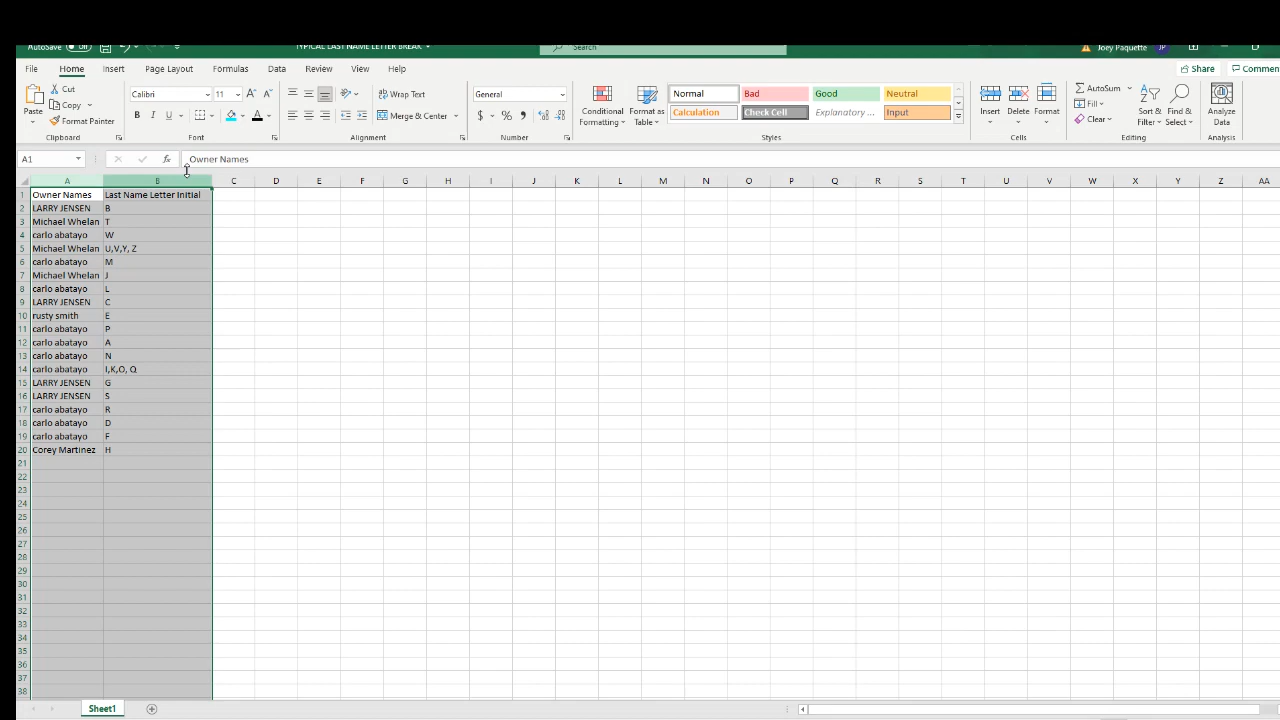 AutoSave Off TYPICAL LAST NAME LETTER BREAK Search Joey Paquette JP
File Home Insert Page Layout Formulas Data Review View Help Share Commen
Cut Calibri 11 Wrap Text General Normal Bad Good Neutral AutoSum
Copy Fill
Paste Format Painter B I U A Merge & Center $ % Conditional Formatting Format as Table Calculation Check Cell Explanatory ... Input Insert Delete Format Clear Sort & Filter Find & Select Analyze Data
Clipboard Font Alignment Number Styles Cells Editing Analysis
A1 fx Owner Names
A B C D E F G H I J K L M N O P Q R S T U V W X Y Z AA
1 Owner Names Last Name Letter Initial
2 LARRY JENSEN B
3 Michael Whelan T
4 carlo abatayo W
5 Michael Whelan U,V,Y, Z
6 carlo abatayo M
7 Michael Whelan J
8 carlo abatayo L
9 LARRY JENSEN C
10 rusty smith E
11 carlo abatayo P
12 carlo abatayo A
13 carlo abatayo N
14 carlo abatayo I,K,O, Q
15 LARRY JENSEN G
16 LARRY JENSEN S
17 carlo abatayo R
18 carlo abatayo D
19 carlo abatayo F
20 Corey Martinez H
21
22
23
24
25
26
27
28
29
30
31
32
33
34
35
36
37
38
Sheet1